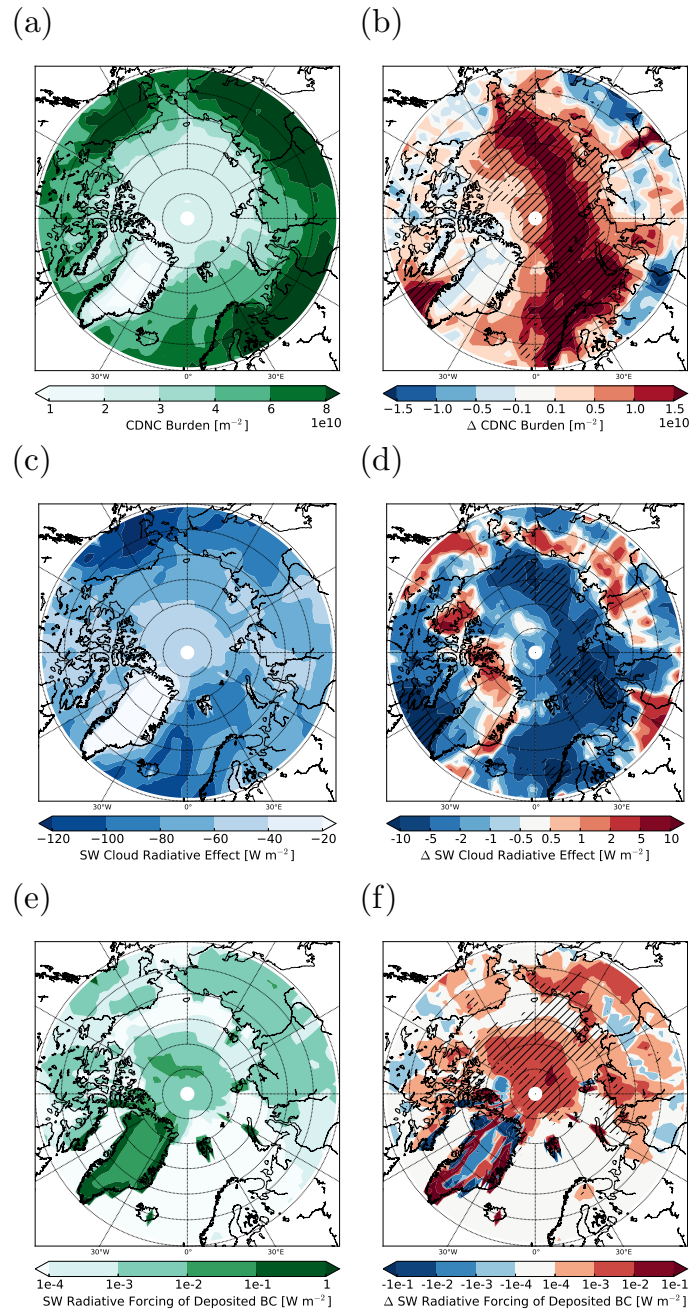 (a)
(b)
30°W 0°E 30°E
30°W 0°E 30°E
1 2 3 4 6 8
1e10
CDNC Burden [m⁻²]
−1.5 −1.0 −0.5 −0.1 0.1 0.5 1.0 1.5
1e10
Δ CDNC Burden [m⁻²]
(c)
(d)
30°W 0°E 30°E
30°W 0°E 30°E
−120 −100 −80 −60 −40 −20
SW Cloud Radiative Effect [W m⁻²]
-10 -5 -2 -1 -0.5 0.5 1 2 5 10
Δ SW Cloud Radiative Effect [W m⁻²]
(e)
(f)
30°W 0°E 30°E
30°W 0°E 30°E
1e-4 1e-3 1e-2 1e-1 1
SW Radiative Forcing of Deposited BC [W m⁻²]
-1e-1 -1e-2 -1e-3 -1e-4 1e-4 1e-3 1e-2 1e-1
Δ SW Radiative Forcing of Deposited BC [W m⁻²]